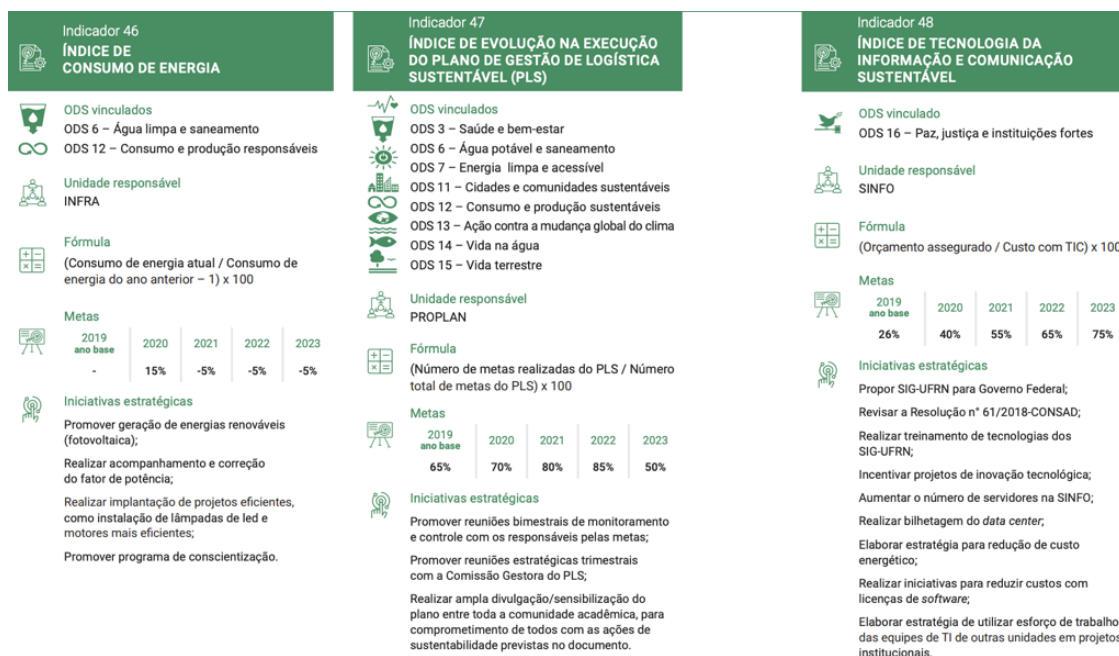 Indicador 46
ÍNDICE DE
CONSUMO DE ENERGIA
ODS vinculados
ODS 6 – Água limpa e saneamento
ODS 12 – Consumo e produção responsáveis
Unidade responsável
INFRA
Fórmula
(Consumo de energia atual / Consumo de
energia do ano anterior – 1) x 100
Metas
2019 2020 2021 2022 2023
ano base
- 15% -5% -5% -5%
Iniciativas estratégicas
Promover geração de energias renováveis
(fotovoltaica);
Realizar acompanhamento e correção
do fator de potência;
Realizar implantação de projetos eficientes,
como instalação de lâmpadas de led e
motores mais eficientes;
Promover programa de conscientização.
Indicador 47
ÍNDICE DE EVOLUÇÃO NA EXECUÇÃO
DO PLANO DE GESTÃO DE LOGÍSTICA
SUSTENTÁVEL (PLS)
ODS vinculados
ODS 3 – Saúde e bem-estar
ODS 6 – Água potável e saneamento
ODS 7 – Energia limpa e acessível
ODS 11 – Cidades e comunidades sustentáveis
ODS 12 – Consumo e produção sustentáveis
ODS 13 – Ação contra a mudança global do clima
ODS 14 – Vida na água
ODS 15 – Vida terrestre
Unidade responsável
PROPLAN
Fórmula
(Número de metas realizadas do PLS / Número
total de metas do PLS) x 100
Metas
2019 2020 2021 2022 2023
ano base
65% 70% 80% 85% 50%
Iniciativas estratégicas
Promover reuniões bimestrais de monitoramento
e controle com os responsáveis pelas metas;
Promover reuniões estratégicas trimestrais
com a Comissão Gestora do PLS;
Realizar ampla divulgação/sensibilização do
plano entre toda a comunidade acadêmica, para
comprometimento de todos com as ações de
sustentabilidade previstas no documento.
Indicador 48
ÍNDICE DE TECNOLOGIA DA
INFORMAÇÃO E COMUNICAÇÃO
SUSTENTÁVEL
ODS vinculado
ODS 16 – Paz, justiça e instituições fortes
Unidade responsável
SINFO
Fórmula
(Orçamento assegurado / Custo com TIC) x 100
Metas
2019 2020 2021 2022 2023
ano base
26% 40% 55% 65% 75%
Iniciativas estratégicas
Propor SIG-UFRN para Governo Federal;
Revisar a Resolução n° 61/2018-CONSAD;
Realizar treinamento de tecnologias dos
SIG-UFRN;
Incentivar projetos de inovação tecnológica;
Aumentar o número de servidores na SINFO;
Realizar bilhetagem do data center;
Elaborar estratégia para redução de custo
energético;
Realizar iniciativas para reduzir custos com
licenças de software;
Elaborar estratégia de utilizar esforço de trabalho
das equipes de TI de outras unidades em projetos
institucionais.